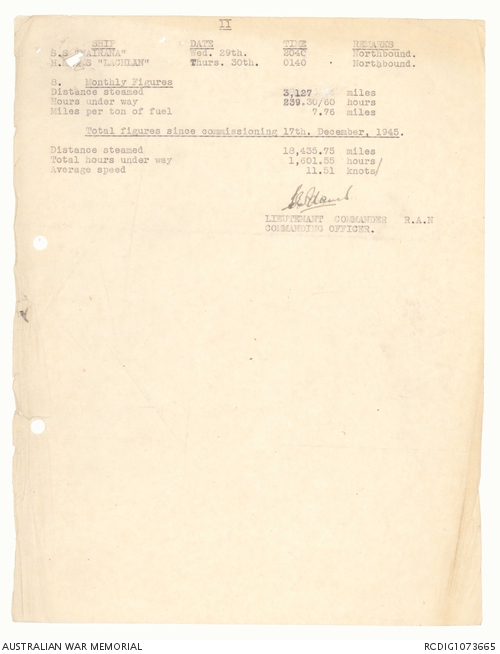 II
SHIP DATE TIME REMARKS
S.S. "WAIRANA" Wed. 29th. 2040 Northbound.
H. "LACHLAN" Thurs. 30th. 0140 Northbound.
8. Monthly Figures
Distance steamed 3,127 miles
Hours under way 239.30/60 hours
Miles per ton of fuel 7.76 miles
Total figures since commissioning 17th. December, 1945.
Distance steamed 18,435.75 miles
Total hours under way 1,601.55 hours/
Average speed 11.51 knots/
LIEUTENANT COMMANDER R.A.N
COMMANDING OFFICER.
AUSTRALIAN WAR MEMORIAL RCDIG1073665